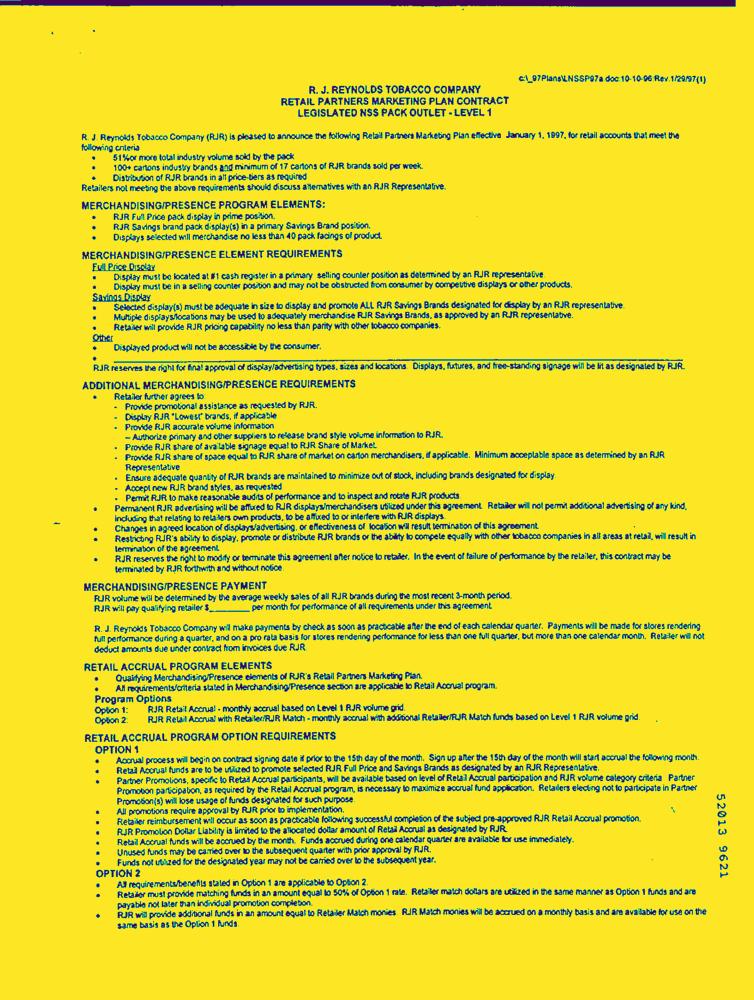 c:\_97Plans\LNSSP97a doc:10-10-96:Rev.1/29/97(1)
R. J. REYNOLDS TOBACCO COMPANY
RETAIL PARTNERS MARKETING PLAN CONTRACT
LEGISLATED NSS PACK OUTLET - LEVEL 1
R. J. Reynolds Tobacco Company (RJR) is pleased to announce the following Retail Partners Marketing Plan effective January 1, 1997, for retail accounts that meet the
following criteria
• 51% or more total industry volume sold by the pack
• 100+ cartons industry brands and minimum of 17 cartons of RJR brands sold per week.
• Distribution of RJR brands in all price-tiers as required
Retailers not meeting the above requirements should discuss alternatives with an RJR Representative.
MERCHANDISING/PRESENCE PROGRAM ELEMENTS:
• RJR Full Price pack display in prime position.
• RJR Savings brand pack display(s) in a primary Savings Brand position.
• Displays selected will merchandise no less than 40 pack facings of product.
MERCHANDISING/PRESENCE ELEMENT REQUIREMENTS
Full Price Display
• Display must be located at #1 cash register in a primary selling counter position as determined by an RJR representative
• Display must be in a selling counter position and may not be obstructed from consumer by competitive displays or other products.
Savings Display
• Selected display(s) must be adequate in size to display and promote ALL RJR Savings Brands designated for display by an RJR representative.
• Multiple displays/locations may be used to adequately merchandise RJR Savings Brands, as approved by an RJR representative.
• Retailer will provide RJR pricing capability no less than parity with other tobacco companies.
Other
• Displayed product will not be accessible by the consumer.
•
RJR reserves the right for final approval of display/advertising types, sizes and locations. Displays, fixtures, and free-standing signage will be lit as designated by RJR.
ADDITIONAL MERCHANDISING/PRESENCE REQUIREMENTS
• Retailer further agrees to:
- Provide promotional assistance as requested by RJR.
- Display RJR "Lowest" brands, if applicable
- Provide RJR accurate volume information
-- Authorize primary and other suppliers to release brand style volume information to RJR.
- Provide RJR share of available signage equal to RJR Share of Market.
- Provide RJR share of space equal to RJR share of market on carton merchandisers, if applicable. Minimum acceptable space as determined by an RJR
Representative
- Ensure adequate quantity of RJR brands are maintained to minimize out of stock, including brands designated for display
- Accept new RJR brand styles, as requested
- Permit RJR to make reasonable audits of performance and to inspect and rotate RJR products
• Permanent RJR advertising will be affixed to RJR displays/merchandisers utilized under this agreement. Retailer will not permit additional advertising of any kind,
including that relating to retailers own products, to be affixed to or interfere with RJR displays.
• Changes in agreed location of displays/advertising, or effectiveness of location will result termination of this agreement.
• Restricting RJR's ability to display, promote or distribute RJR brands or the ability to compete equally with other tobacco companies in all areas at retail, will result in
termination of the agreement.
• RJR reserves the right to modify or terminate this agreement after notice to retailer. In the event of failure of performance by the retailer, this contract may be
terminated by RJR forthwith and without notice.
MERCHANDISING/PRESENCE PAYMENT
RJR volume will be determined by the average weekly sales of all RJR brands during the most recent 3-month period.
RJR will pay qualifying retailer $________ per month for performance of all requirements under this agreement.
R. J. Reynolds Tobacco Company will make payments by check as soon as practicable after the end of each calendar quarter. Payments will be made for stores rendering
full performance during a quarter, and on a pro rata basis for stores rendering performance for less than one full quarter, but more than one calendar month. Retailer will not
deduct amounts due under contract from invoices due RJR
RETAIL ACCRUAL PROGRAM ELEMENTS
• Qualifying Merchandising/Presence elements of RJR's Retail Partners Marketing Plan.
• All requirements/criteria stated in Merchandising/Presence section are applicable to Retail Accrual program.
Program Options
Option 1: RJR Retail Accrual - monthly accrual based on Level 1 RJR volume grid.
Option 2: RJR Retail Accrual with Retailer/RJR Match - monthly accrual with additional Retailer/RJR Match funds based on Level 1 RJR volume grid.
RETAIL ACCRUAL PROGRAM OPTION REQUIREMENTS
OPTION 1
• Accrual process will begin on contract signing date if prior to the 15th day of the month. Sign up after the 15th day of the month will start accrual the following month.
• Retail Accrual funds are to be utilized to promote selected RJR Full Price and Savings Brands as designated by an RJR Representative.
• Partner Promotions, specific to Retail Accrual participants, will be available based on level of Retail Accrual participation and RJR volume category criteria Partner
Promotion participation, as required by the Retail Accrual program, is necessary to maximize accrual fund application. Retailers electing not to participate in Partner
Promotion(s) will lose usage of funds designated for such purpose.
• All promotions require approval by RJR prior to implementation.
• Retailer reimbursement will occur as soon as practicable following successful completion of the subject pre-approved RJR Retail Accrual promotion.
• RJR Promotion Dollar Liability is limited to the allocated dollar amount of Retail Accrual as designated by RJR.
• Retail Accrual funds will be accrued by the month. Funds accrued during one calendar quarter are available for use immediately.
• Unused funds may be carried over to the subsequent quarter with prior approval by RJR.
• Funds not utilized for the designated year may not be carried over to the subsequent year.
OPTION 2
• All requirements/benefits stated in Option 1 are applicable to Option 2.
• Retailer must provide matching funds in an amount equal to 50% of Option 1 rate. Retailer match dollars are utilized in the same manner as Option 1 funds and are
payable not later than individual promotion completion.
• RJR will provide additional funds in an amount equal to Retailer Match monies. RJR Match monies will be accrued on a monthly basis and are available for use on the
same basis as the Option 1 funds.
52013 9621